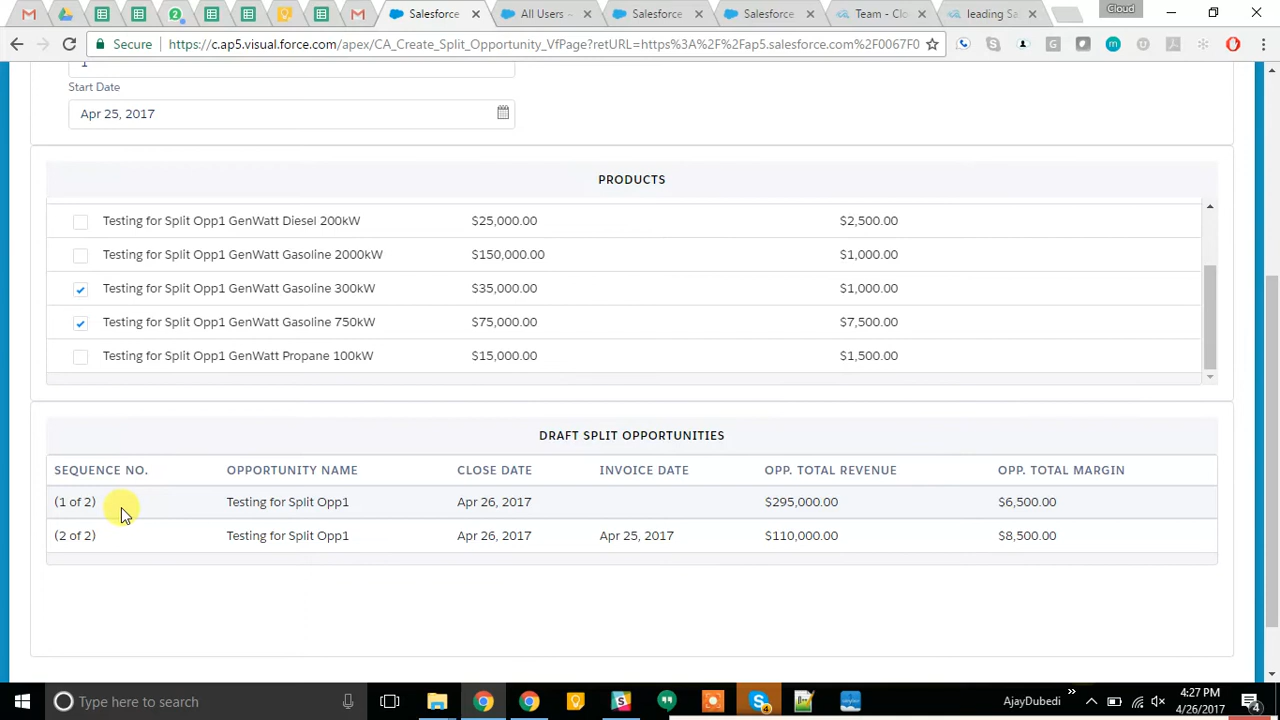 Salesforce
All Users -
Salesforce
Salesforce
Team - Clo
leading Sa
Cloud
Secure
https://c.ap5.visual.force.com/apex/CA_Create_Split_Opportunity_VfPage?retURL=https%3A%2F%2Fap5.salesforce.com%2F0067F0
1
Start Date
Apr 25, 2017
PRODUCTS
Testing for Split Opp1 GenWatt Diesel 200kW $25,000.00 $2,500.00
Testing for Split Opp1 GenWatt Gasoline 2000kW $150,000.00 $1,000.00
Testing for Split Opp1 GenWatt Gasoline 300kW $35,000.00 $1,000.00
Testing for Split Opp1 GenWatt Gasoline 750kW $75,000.00 $7,500.00
Testing for Split Opp1 GenWatt Propane 100kW $15,000.00 $1,500.00
DRAFT SPLIT OPPORTUNITIES
SEQUENCE NO. OPPORTUNITY NAME CLOSE DATE INVOICE DATE OPP. TOTAL REVENUE OPP. TOTAL MARGIN
(1 of 2) Testing for Split Opp1 Apr 26, 2017 $295,000.00 $6,500.00
(2 of 2) Testing for Split Opp1 Apr 26, 2017 Apr 25, 2017 $110,000.00 $8,500.00
Type here to search
AjayDubedi
4:27 PM
4/26/2017